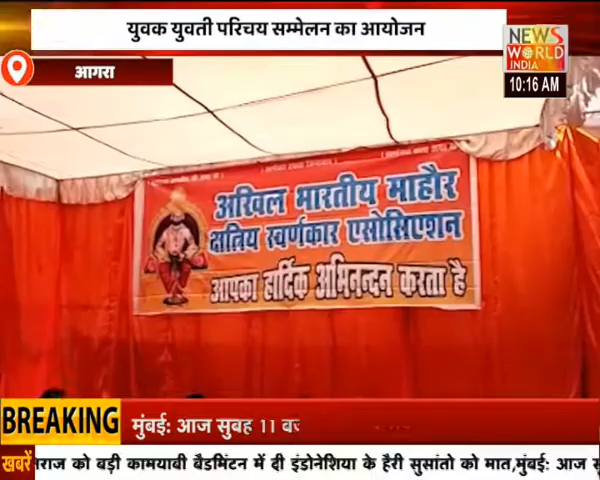 युवक युवती परिचय सम्मेलन का आयोजन
NEWS
WORLD
INDIA
10:16 AM
आगरा
अखिल भारतीय माहौर
क्षत्रिय स्वर्णकार एसोसिएशन
आपका हार्दिक अभिनन्दन करता है
BREAKING
मुंबई: आज सुबह 11 बज
खबरें
राज को बड़ी कामयाबी बैडमिंटन में दी इंडोनेशिया के हैरी सुसांतो को मात,मुंबई: आज सु